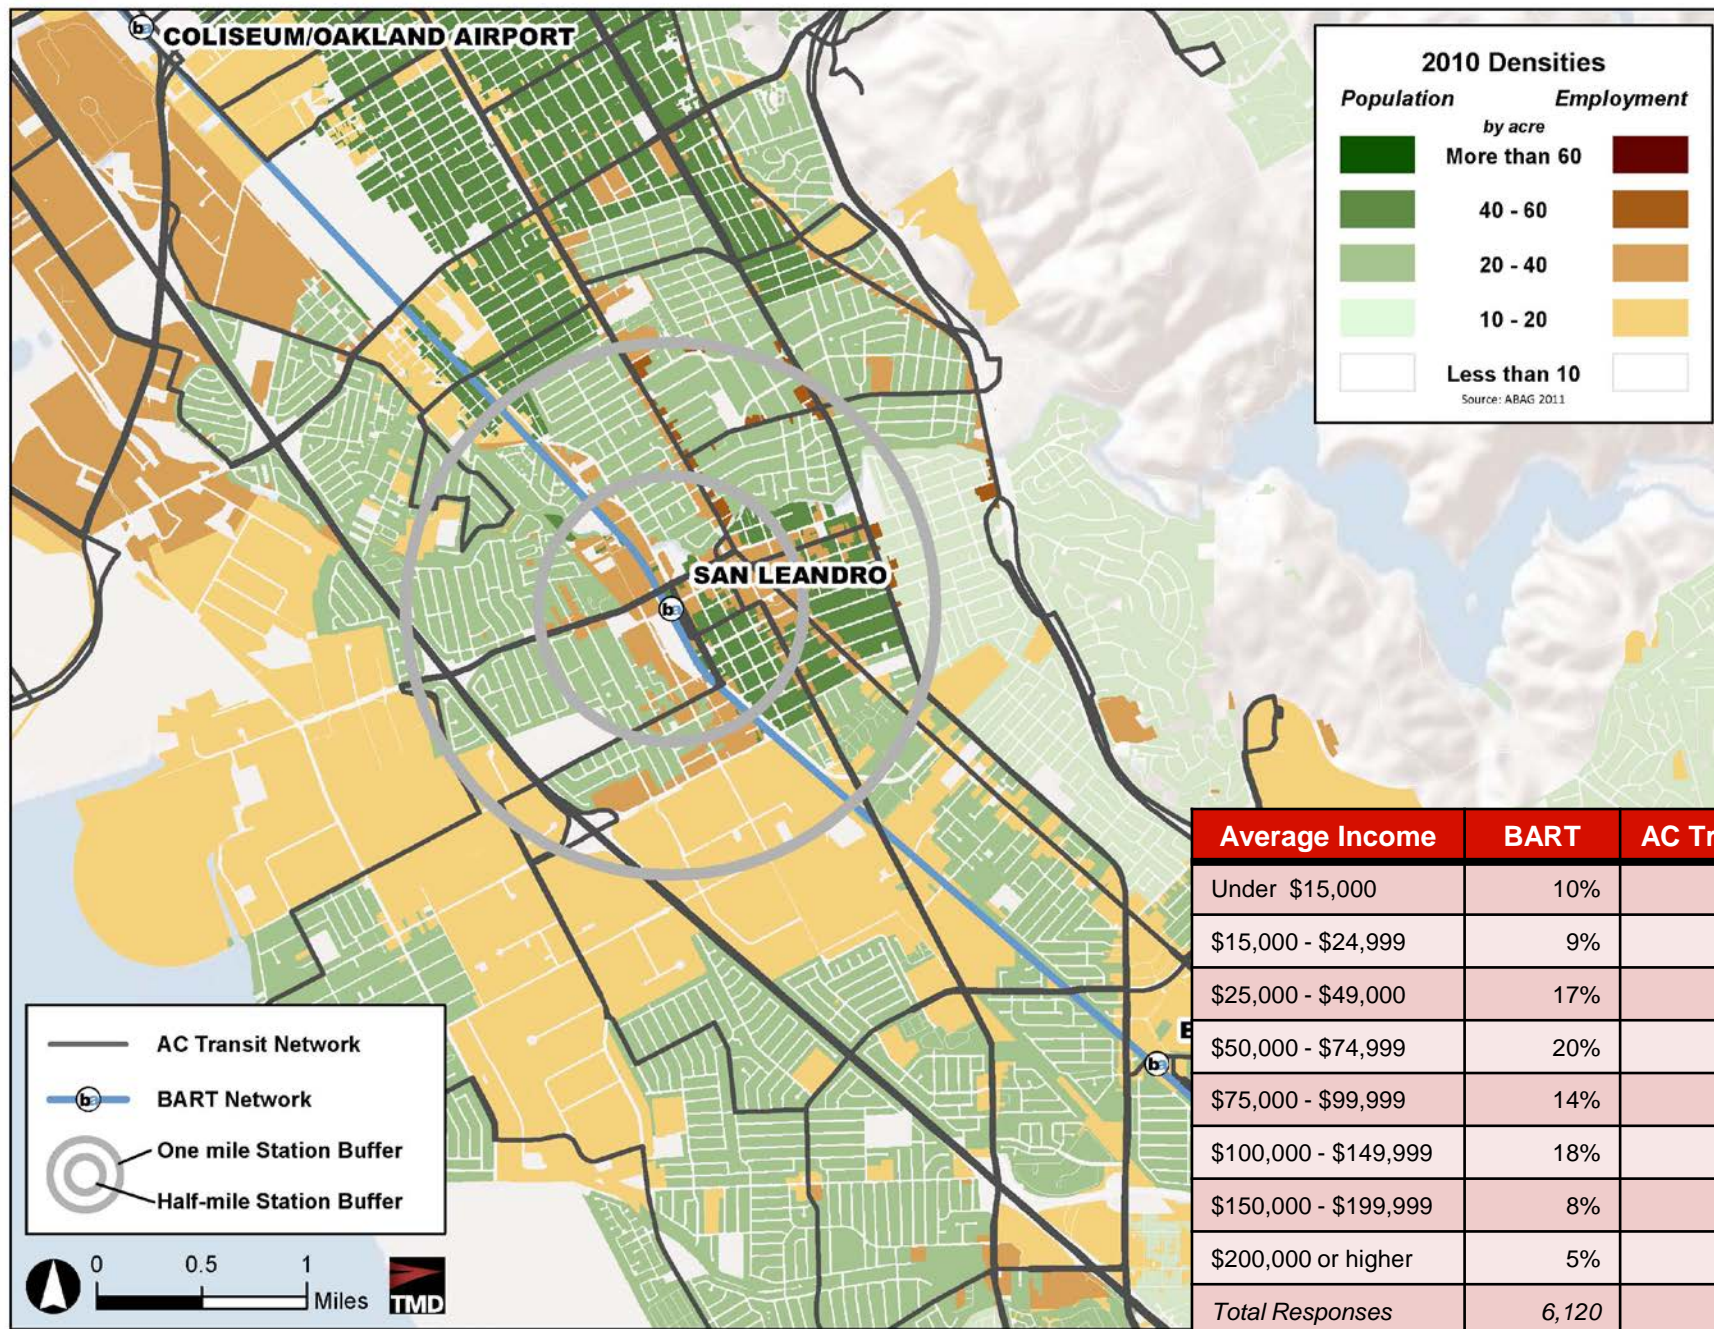 COLISEUM/OAKLAND AIRPORT
2010 Densities
Population Employment
by acre
More than 60
40 - 60
20 - 40
10 - 20
Less than 10
Source: ABAG 2011
SAN LEANDRO
ba
AC Transit Network
BART Network
One mile Station Buffer
Half-mile Station Buffer
0 0.5 1
Miles
TMD
Average Income BART AC Tr
Under $15,000 10%
$15,000 - $24,999 9%
$25,000 - $49,000 17%
$50,000 - $74,999 20%
$75,000 - $99,999 14%
$100,000 - $149,999 18%
$150,000 - $199,999 8%
$200,000 or higher 5%
Total Responses 6,120